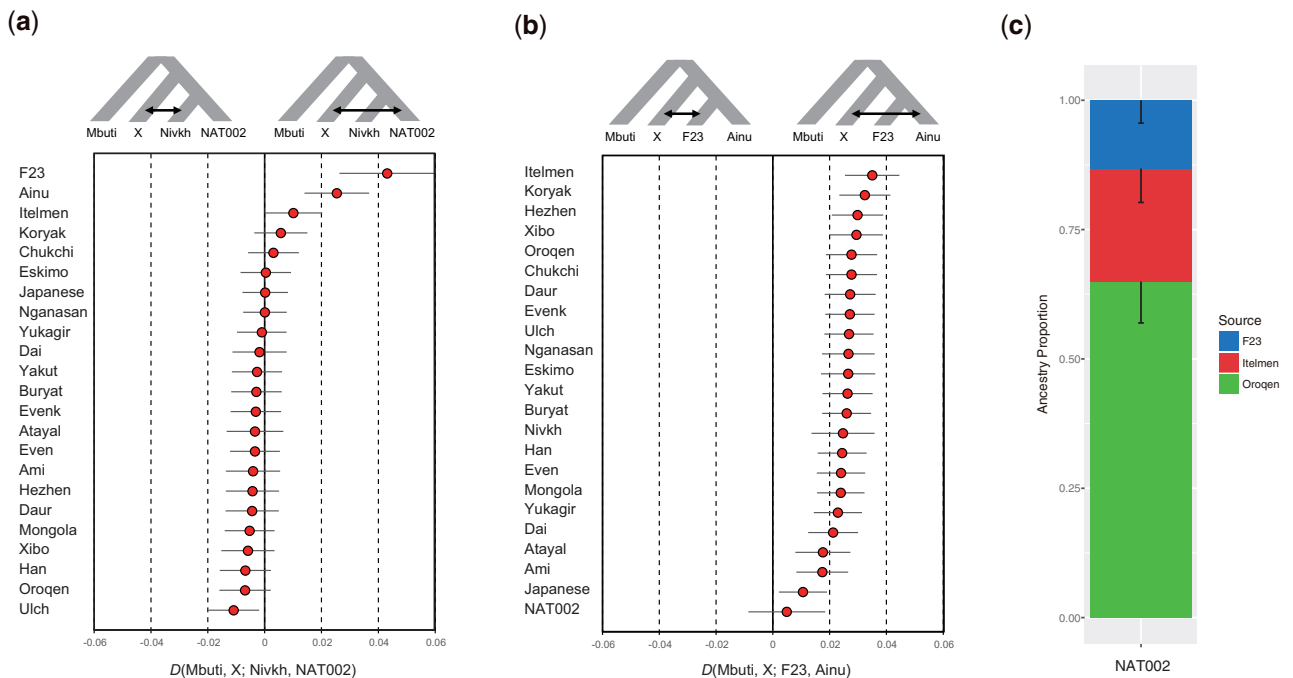 (a)
Mbuti X Nivkh NAT002 Mbuti X Nivkh NAT002
F23
Ainu
Itelmen
Koryak
Chukchi
Eskimo
Japanese
Nganasan
Yukagir
Dai
Yakut
Buryat
Evenk
Atayal
Even
Ami
Hezhen
Daur
Mongola
Xibo
Han
Oroqen
Ulch
-0.06 -0.04 -0.02 0 0.02 0.04 0.06
D(Mbuti, X; Nivkh, NAT002)
(b)
Mbuti X F23 Ainu Mbuti X F23 Ainu
Itelmen
Koryak
Hezhen
Xibo
Oroqen
Chukchi
Daur
Evenk
Ulch
Nganasan
Eskimo
Yakut
Buryat
Nivkh
Han
Even
Mongola
Yukagir
Dai
Atayal
Ami
Japanese
NAT002
-0.06 -0.04 -0.02 0 0.02 0.04 0.06
D(Mbuti, X; F23, Ainu)
(c)
Ancestry Proportion
1.00
0.75
0.50
0.25
0.00
NAT002
Source
F23
Itelmen
Oroqen